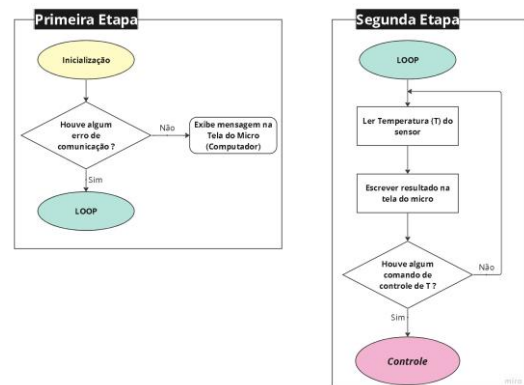 Primeira Etapa
Inicialização
Houve algum
erro de
comunicação ?
Não
Exibe mensagem na
Tela do Micro
(Computador)
Sim
LOOP
Segunda Etapa
LOOP
Ler Temperatura (T) do
sensor
Escrever resultado na
tela do micro
Houve algum
comando de
controle de T ?
Não
Sim
Controle
miro